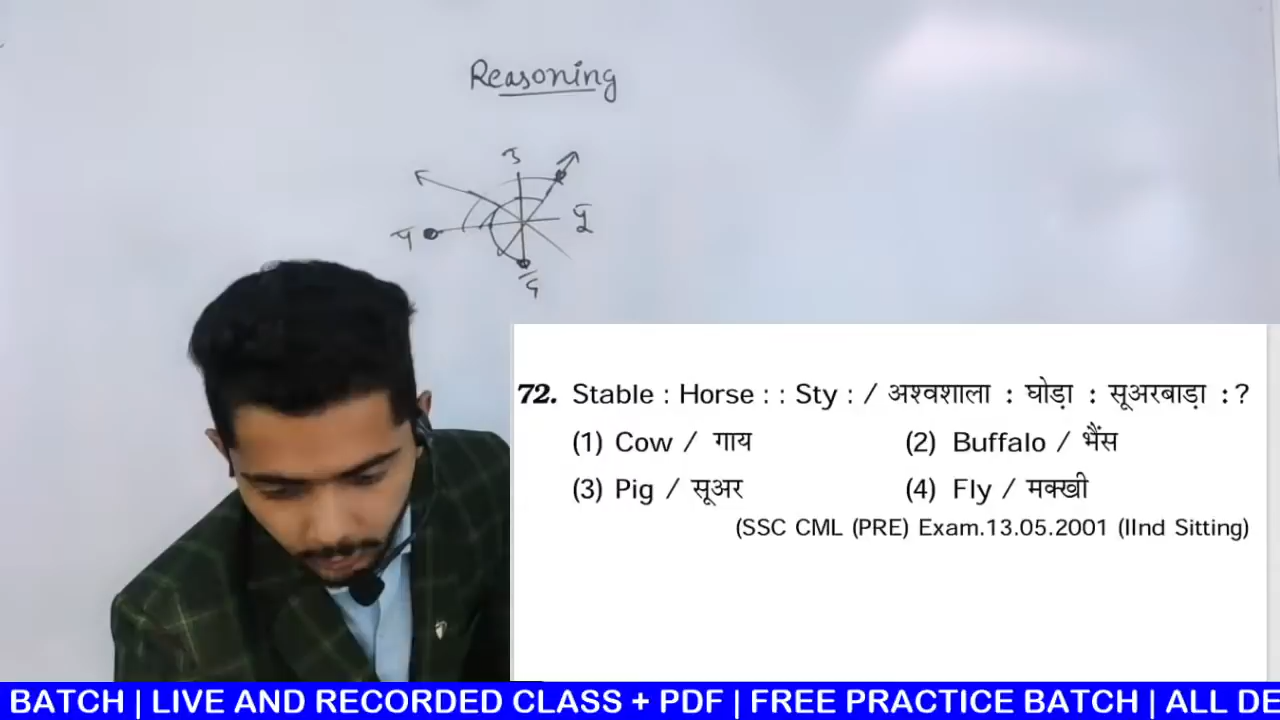 Reasoning
उ
पू
प
द
72. Stable : Horse : : Sty : / अश्वशाला : घोड़ा : सूअरबाड़ा : ?
(1) Cow / गाय (2) Buffalo / भैंस
(3) Pig / सूअर (4) Fly / मक्खी
(SSC CML (PRE) Exam.13.05.2001 (IInd Sitting)
BATCH | LIVE AND RECORDED CLASS + PDF | FREE PRACTICE BATCH | ALL DE